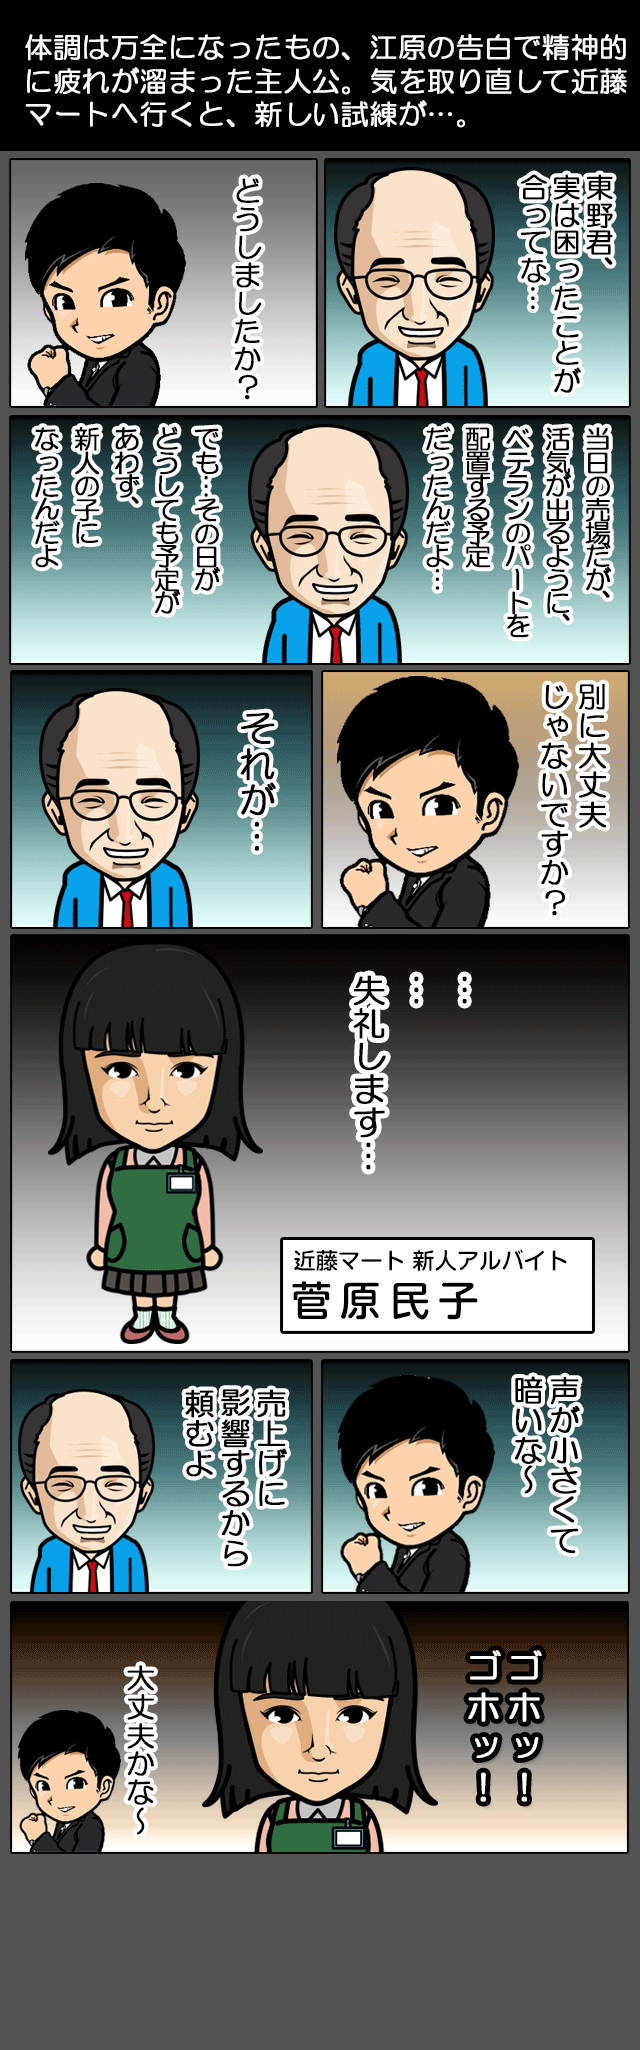 体調は万全になったもの、江原の告白で精神的
に疲れが溜まった主人公。気を取り直して近藤
マートへ行くと、新しい試練が…。
東野君、
実は困ったことが
合ってな…
どうしましたか？
当日の売場だが、
活気が出るように、
ベテランのパートを
配置する予定
だったんだよ…
でも…その日が
どうしても予定が
あわず、
新人の子に
なったんだよ
別に大丈夫
じゃないですか？
それが…
…
…
失礼します…
近藤マート 新人アルバイト
菅原民子
声が小さくて
暗いな～
売上げに
影響するから
頼むよ
ゴホッ！
ゴホッ！
大丈夫かな～